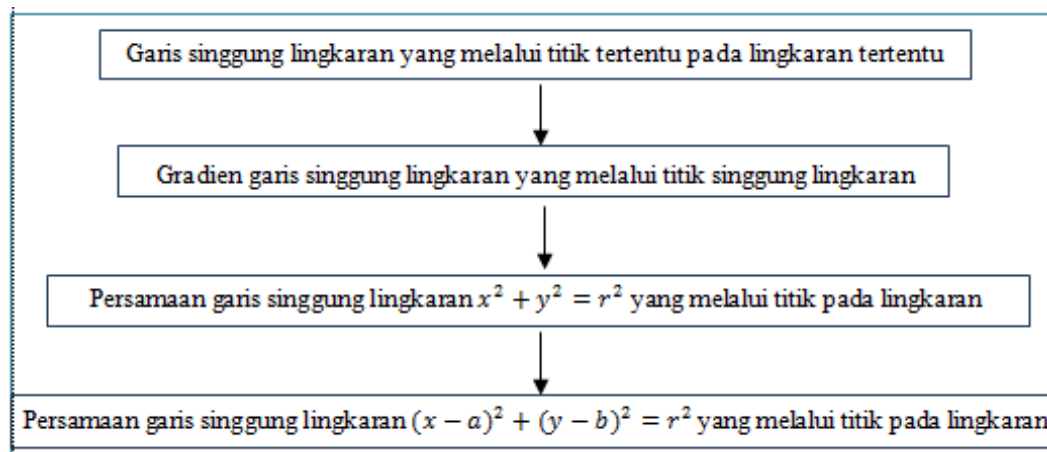 Garis singgung lingkaran yang melalui titik tertentu pada lingkaran tertentu
Gradien garis singgung lingkaran yang melalui titik singgung lingkaran
Persamaan garis singgung lingkaran x² + y² = r² yang melalui titik pada lingkaran
Persamaan garis singgung lingkaran (x − a)² + (y − b)² = r² yang melalui titik pada lingkaran